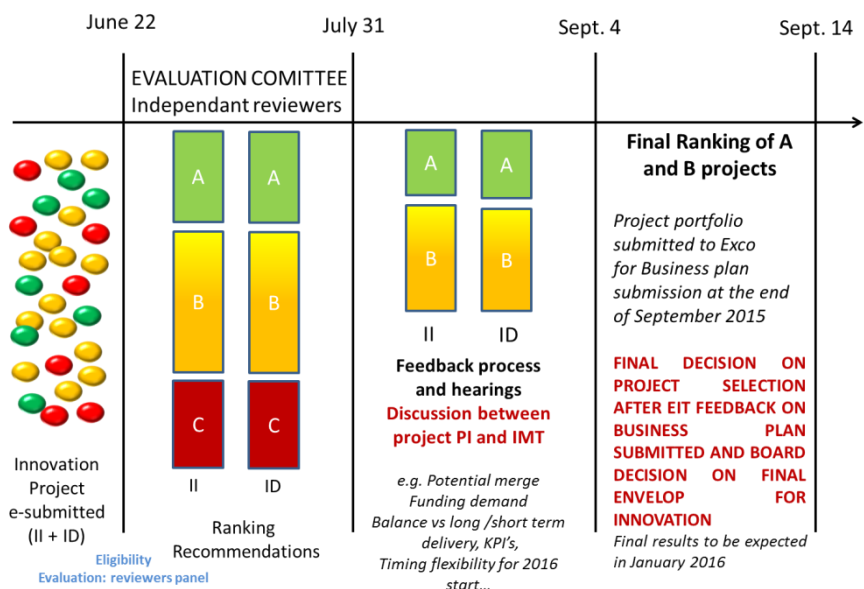 June 22
July 31
Sept. 4
Sept. 14
EVALUATION COMITTEE
Independant reviewers
A
A
B
B
C
C
II
ID
Ranking
Recommendations
Innovation
Project
e-submitted
(II + ID)
Eligibility
Evaluation: reviewers panel
A
A
B
B
II
ID
Feedback process
and hearings
Discussion between
project PI and IMT
e.g. Potential merge
Funding demand
Balance vs long /short term
delivery, KPI's,
Timing flexibility for 2016
start...
Final Ranking of A
and B projects
Project portfolio
submitted to Exco
for Business plan
submission at the end
of September 2015
FINAL DECISION ON
PROJECT SELECTION
AFTER EIT FEEDBACK ON
BUSINESS PLAN
SUBMITTED AND BOARD
DECISION ON FINAL
ENVELOP FOR
INNOVATION
Final results to be expected
in January 2016